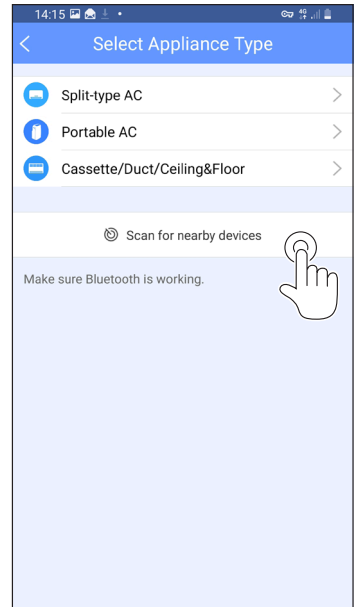 14:15
4G
Select Appliance Type
Split-type AC
Portable AC
Cassette/Duct/Ceiling&Floor
Scan for nearby devices
Make sure Bluetooth is working.